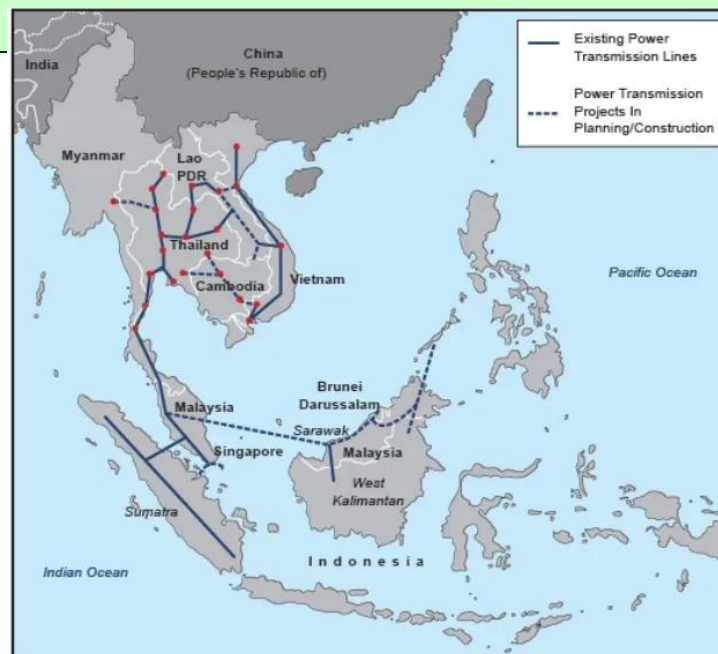 China
(People's Republic of)
India
Existing Power
Transmission Lines
Power Transmission
Projects In
Planning/Construction
Myanmar
Lao
PDR
Thailand
Cambodia
Vietnam
Pacific Ocean
Brunei
Darussalam
Malaysia
Sarawak
Singapore
Malaysia
West
Kalimantan
Sumatra
Indonesia
Indian Ocean